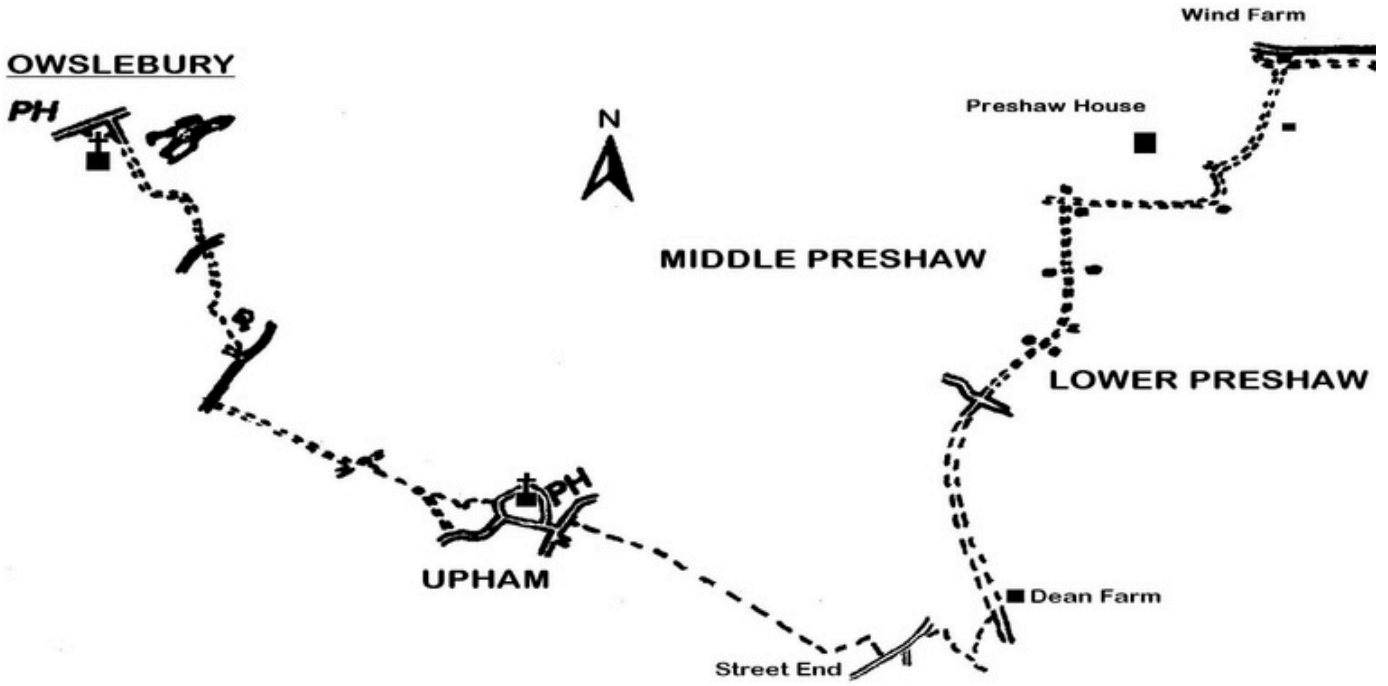 Wind Farm
OWSLEBURY
PH
Preshaw House
N
MIDDLE PRESHAW
LOWER PRESHAW
PH
UPHAM
Dean Farm
Street End